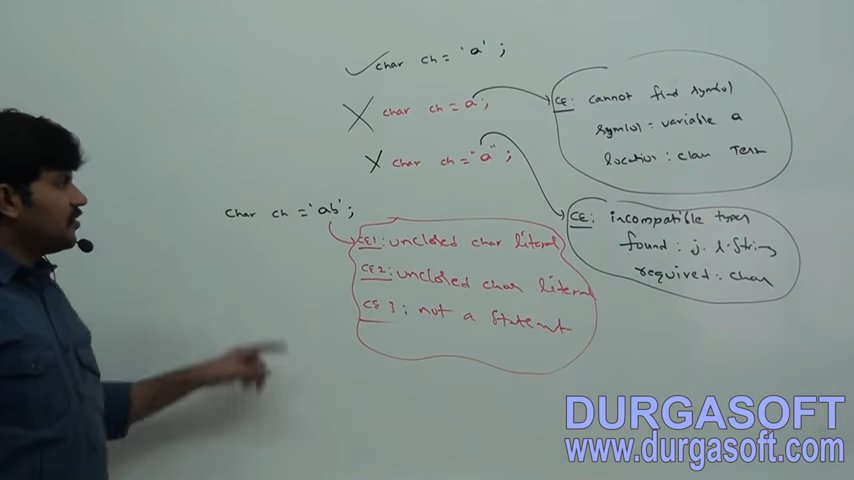 char ch = 'a';
char ch = a;
char ch = "a";
char ch = 'ab';
CE: cannot find symbol
symbol: variable a
location: class Test
CE: incompatible types
found: j.l.String
required: char
CE1: unclosed char literal
CE2: unclosed char literal
CE3: not a statement
DURGASOFT
www.durgasoft.com